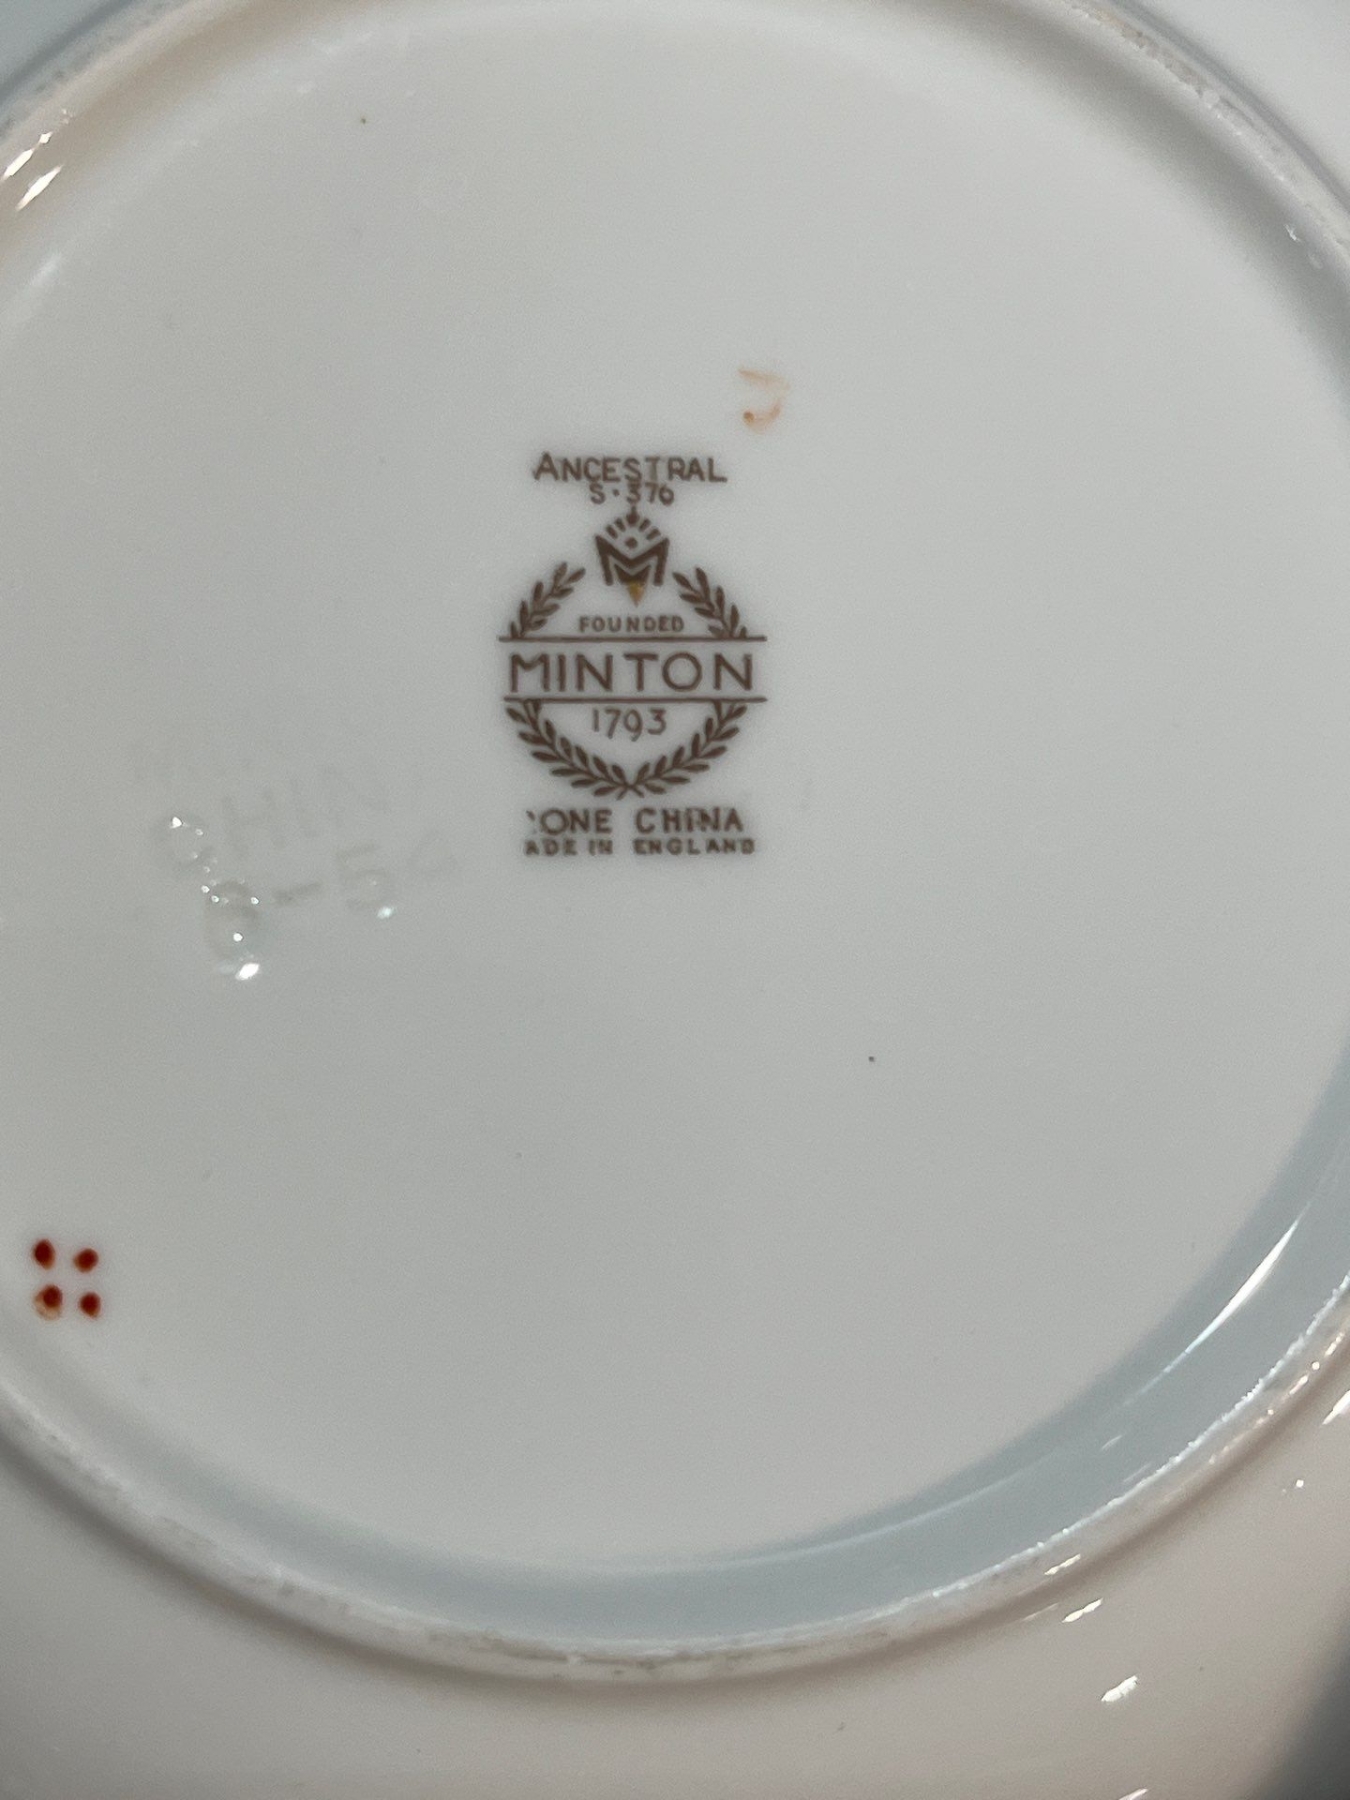 ANCESTRAL
S·376
M
FOUNDED
MINTON
1793
ONE CHINA
ADE IN ENGLAND